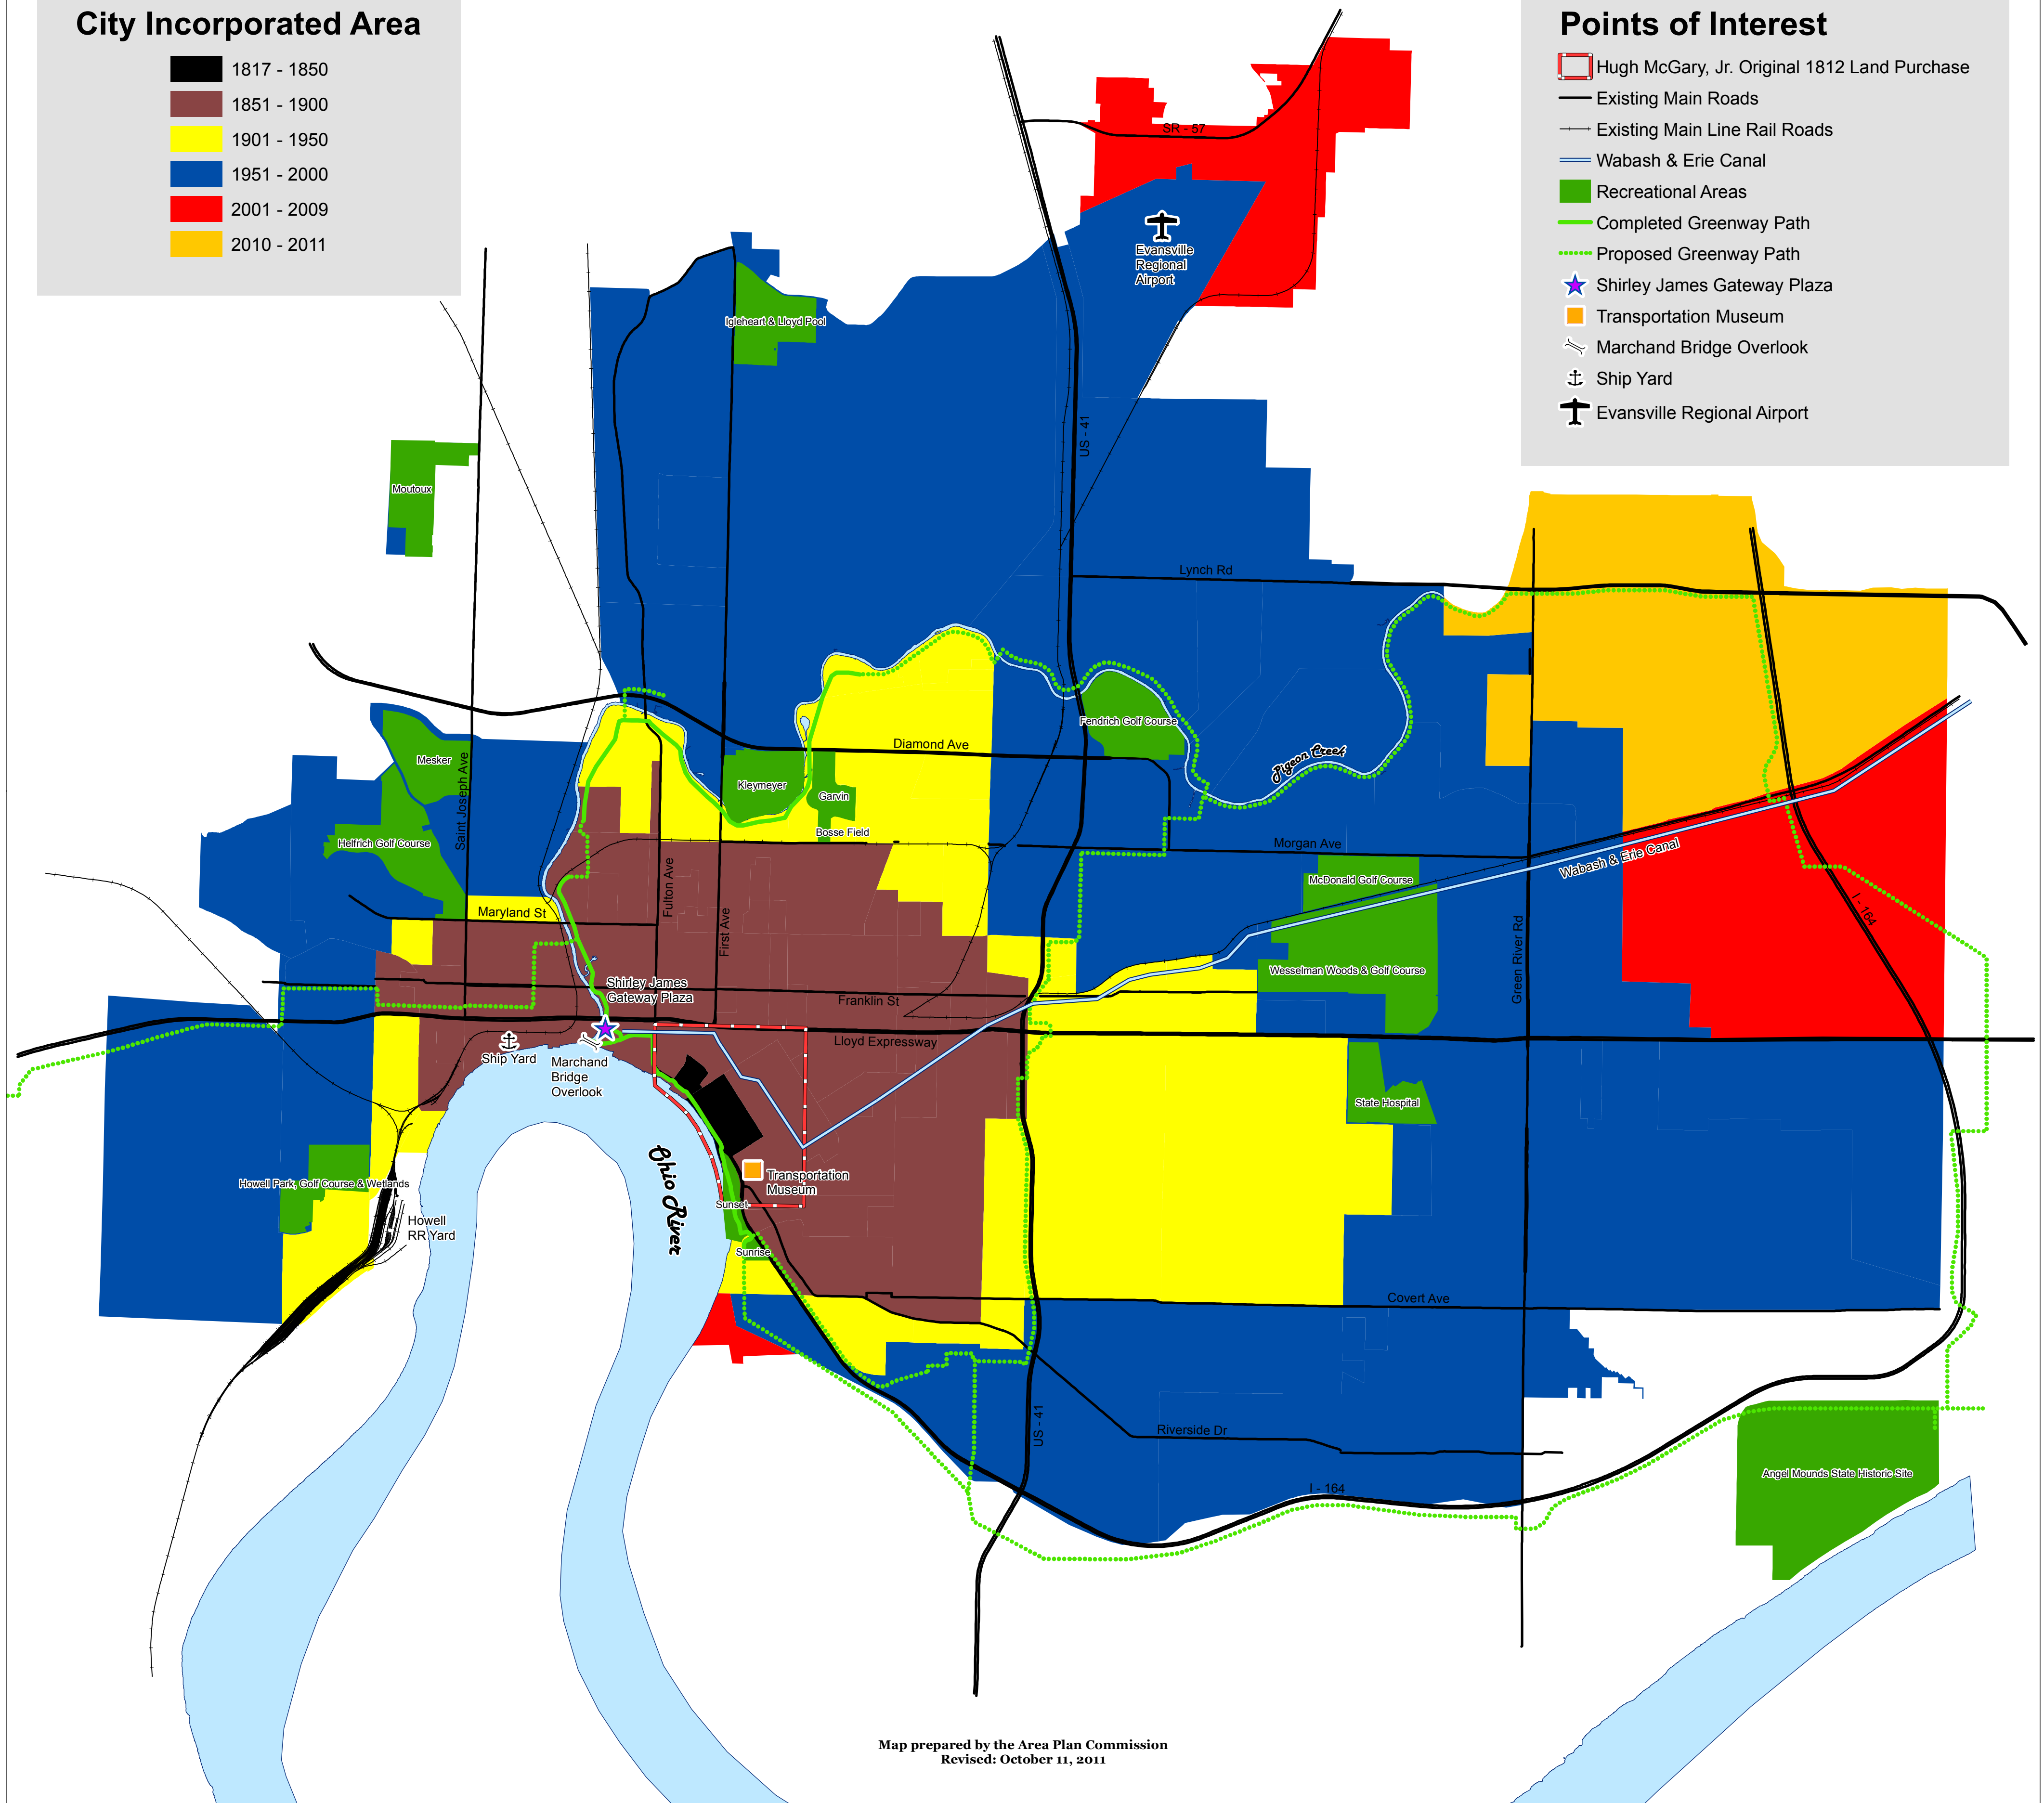 City Incorporated Area
1817 - 1850
1851 - 1900
1901 - 1950
1951 - 2000
2001 - 2009
2010 - 2011
Points of Interest
Hugh McGary, Jr. Original 1812 Land Purchase
Existing Main Roads
Existing Main Line Rail Roads
Wabash & Erie Canal
Recreational Areas
Completed Greenway Path
Proposed Greenway Path
Shirley James Gateway Plaza
Transportation Museum
Marchand Bridge Overlook
Ship Yard
Evansville Regional Airport
SR - 57
Evansville
Regional
Airport
Igleheart & Lloyd Pool
US - 41
Moutoux
Lynch Rd
Fendrich Golf Course
Diamond Ave
Pigeon Creek
Mesker
Saint Joseph Ave
Kleymeyer
Garvin
Bosse Field
Helfrich Golf Course
Morgan Ave
Wabash & Erie Canal
McDonald Golf Course
Fulton Ave
Maryland St
First Ave
I - 164
Green River Rd
Wesselman Woods & Golf Course
Shirley James
Gateway Plaza
Franklin St
Lloyd Expressway
Ship Yard
Marchand
Bridge
Overlook
State Hospital
Ohio River
Transportation
Museum
Howell Park, Golf Course & Wetlands
Sunset
Howell
RR Yard
Sunrise
Covert Ave
US - 41
Riverside Dr
I - 164
Angel Mounds State Historic Site
Map prepared by the Area Plan Commission
Revised: October 11, 2011